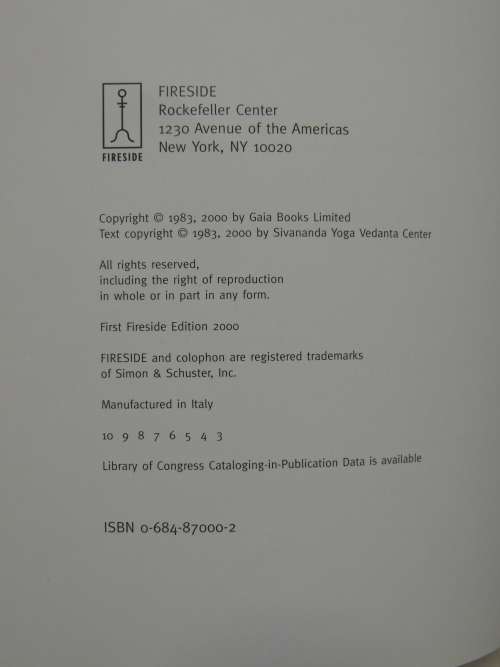 FIRESIDE
FIRESIDE
Rockefeller Center
1230 Avenue of the Americas
New York, NY 10020
Copyright © 1983, 2000 by Gaia Books Limited
Text copyright © 1983, 2000 by Sivananda Yoga Vedanta Center
All rights reserved,
including the right of reproduction
in whole or in part in any form.
First Fireside Edition 2000
FIRESIDE and colophon are registered trademarks
of Simon & Schuster, Inc.
Manufactured in Italy
10 9 8 7 6 5 4 3
Library of Congress Cataloging-in-Publication Data is available
ISBN 0-684-87000-2